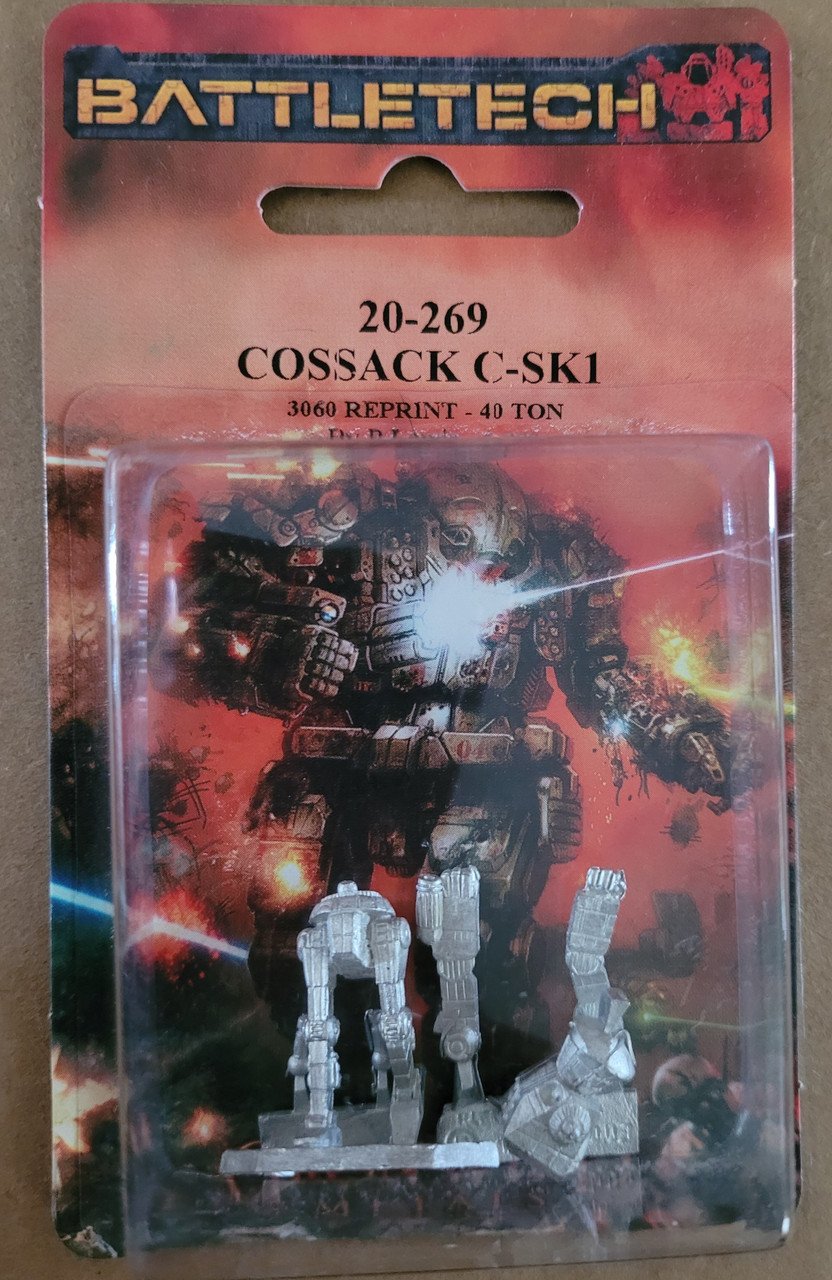 BATTLETECH
20-269
COSSACK C-SK1
3060 REPRINT - 40 TON